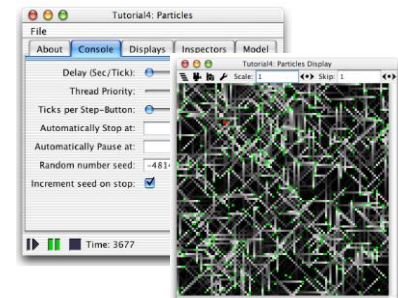 Tutorial4: Particles
File
About Console Displays Inspectors Model
Delay (Sec/Tick):
Thread Priority:
Ticks per Step-Button:
Automatically Stop at:
Automatically Pause at:
Random number seed: -4814
Increment seed on stop:
Time: 3677
Tutorial4: Particles Display
Scale: 1 Skip: 1